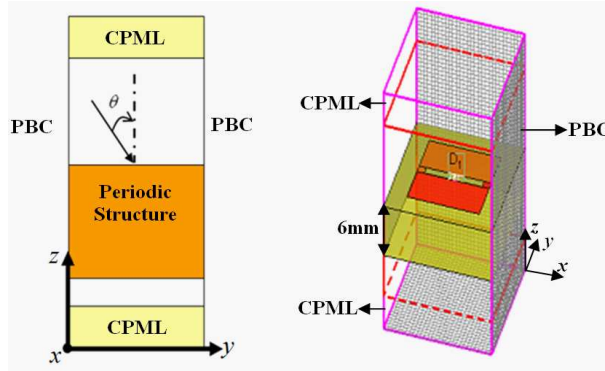 CPML
θ
PBC
PBC
Periodic
Structure
z
CPML
x
y
CPML
PBC
D₁
6mm
z
y
x
CPML